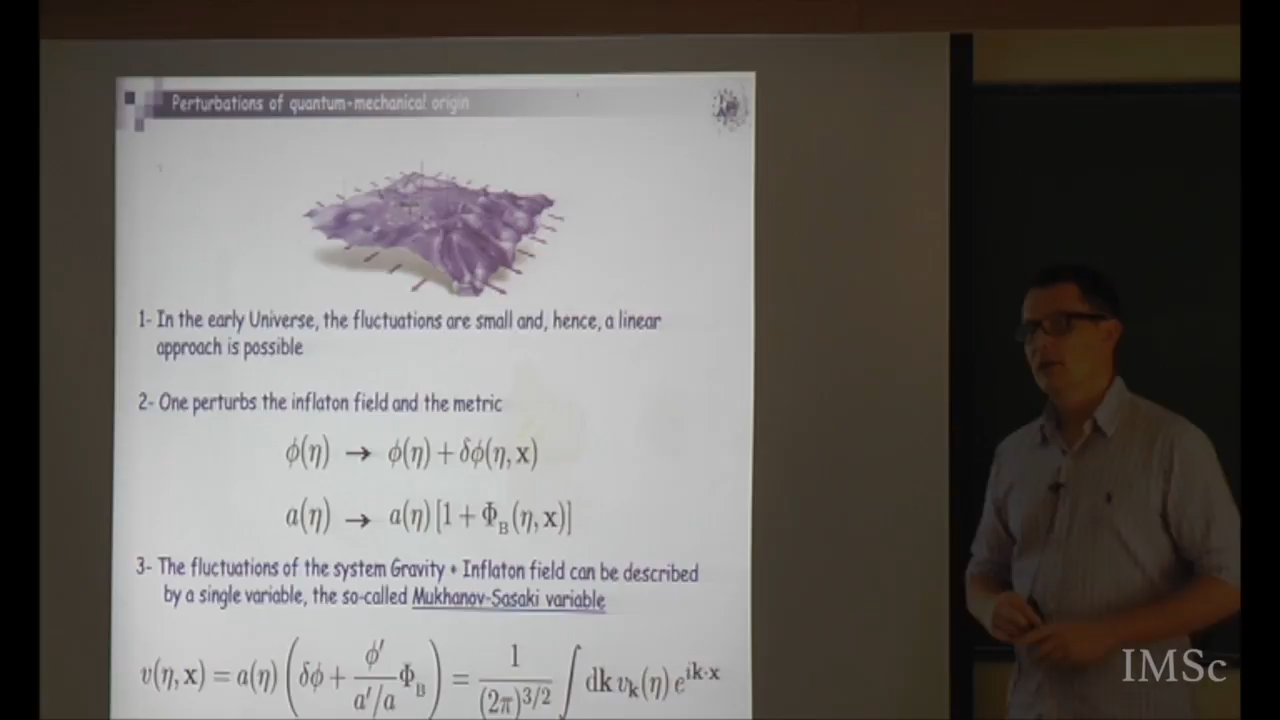 Perturbations of quantum-mechanical origin
1- In the early Universe, the fluctuations are small and, hence, a linear
approach is possible
2- One perturbs the inflaton field and the metric
ϕ(η) → ϕ(η) + δϕ(η, x)
a(η) → a(η) [1 + Φ_B(η, x)]
3- The fluctuations of the system Gravity + Inflaton field can be described
by a single variable, the so-called Mukhanov-Sasaki variable
v(η, x) = a(η) (δϕ + ϕ′/(a′/a) Φ_B) = 1/(2π)^{3/2} ∫ dk v_k(η) e^{ik·x}
IMSc